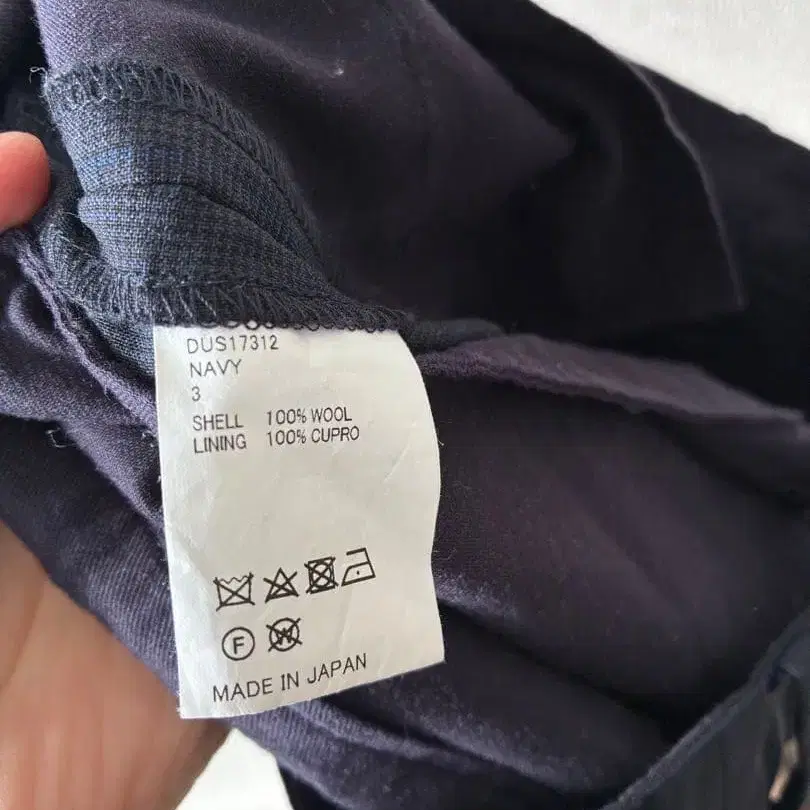 DUS17312
NAVY
3
SHELL 100% WOOL
LINING 100% CUPRO
F
W
MADE IN JAPAN